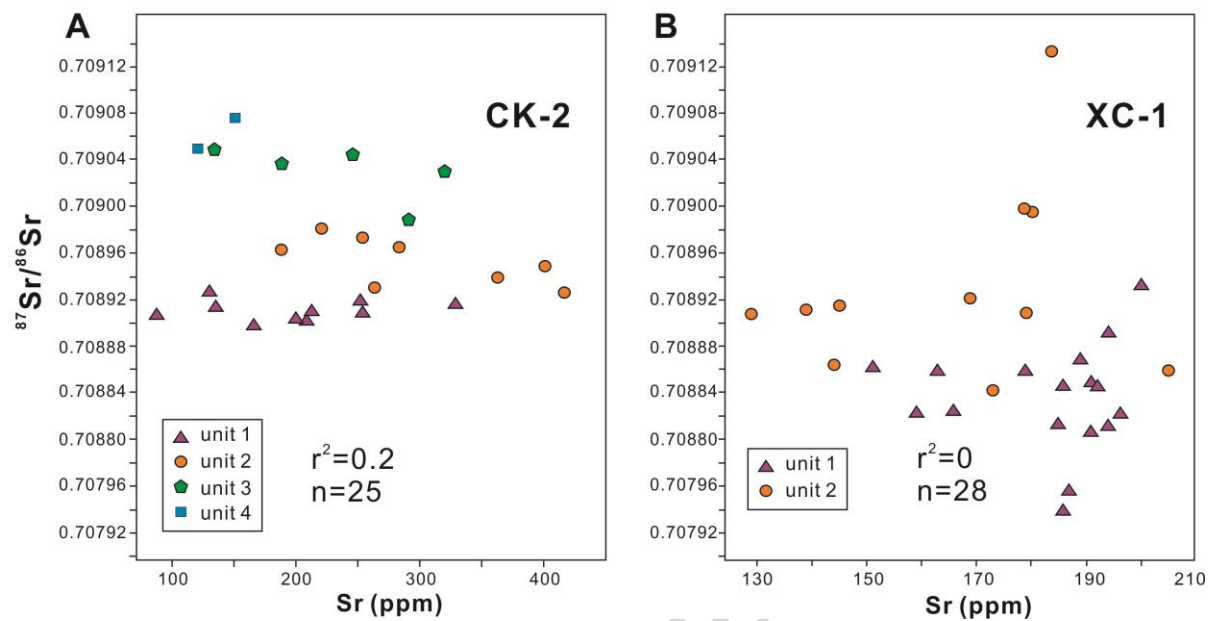 A
B
CK-2
XC-1
⁸⁷Sr/⁸⁶Sr
0.70912
0.70908
0.70904
0.70900
0.70896
0.70892
0.70888
0.70884
0.70880
0.70796
0.70792
unit 1
unit 2
unit 3
unit 4
r²=0.2
n=25
100 200 300 400
Sr (ppm)
0.70912
0.70908
0.70904
0.70900
0.70896
0.70892
0.70888
0.70884
0.70880
0.70796
0.70792
unit 1
unit 2
r²=0
n=28
130 150 170 190 210
Sr (ppm)